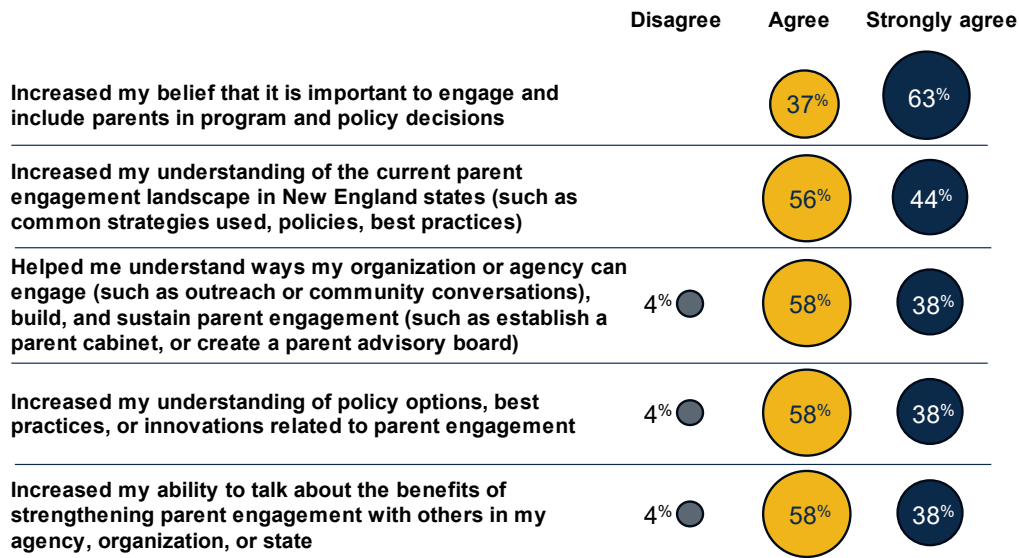 Disagree Agree Strongly agree
Increased my belief that it is important to engage and
include parents in program and policy decisions
37% 63%
Increased my understanding of the current parent
engagement landscape in New England states (such as
common strategies used, policies, best practices)
56% 44%
Helped me understand ways my organization or agency can
engage (such as outreach or community conversations),
build, and sustain parent engagement (such as establish a
parent cabinet, or create a parent advisory board)
4% 58% 38%
Increased my understanding of policy options, best
practices, or innovations related to parent engagement
4% 58% 38%
Increased my ability to talk about the benefits of
strengthening parent engagement with others in my
agency, organization, or state
4% 58% 38%